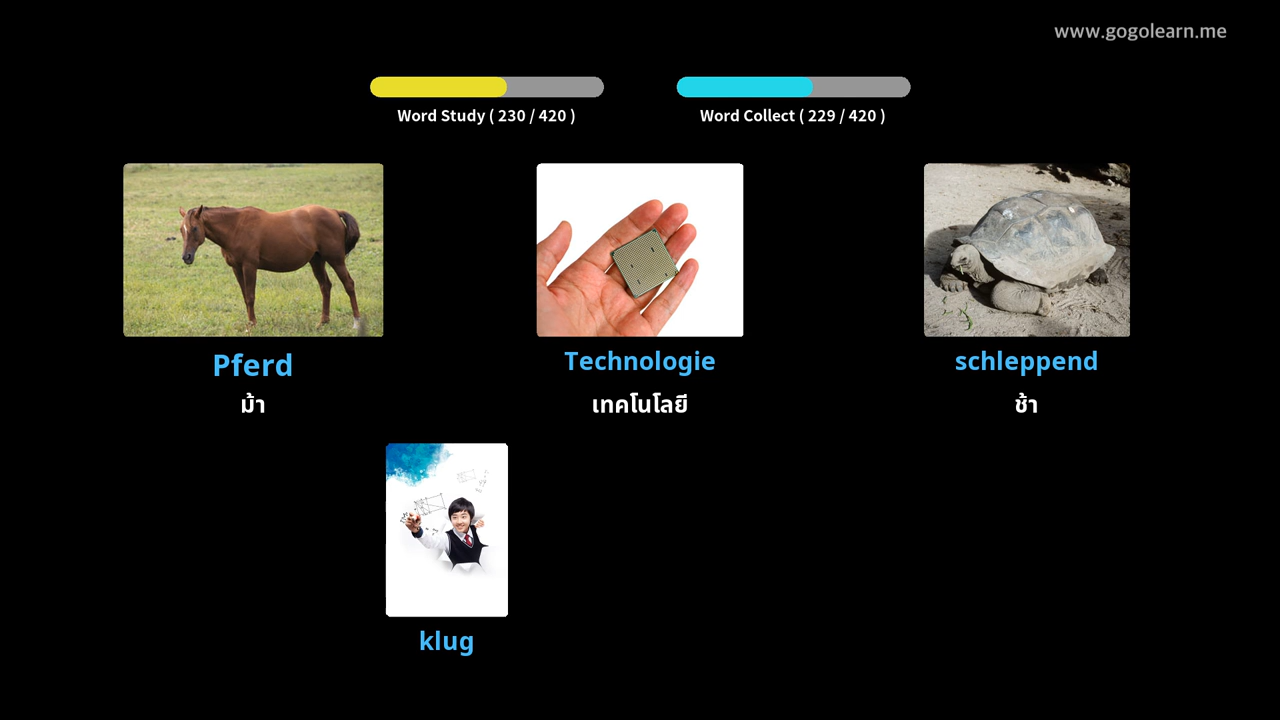 www.gogolearn.me
Word Study ( 230 / 420 )
Word Collect ( 229 / 420 )
Pferd
Technologie
schleppend
ม้า
เทคโนโลยี
ช้า
klug